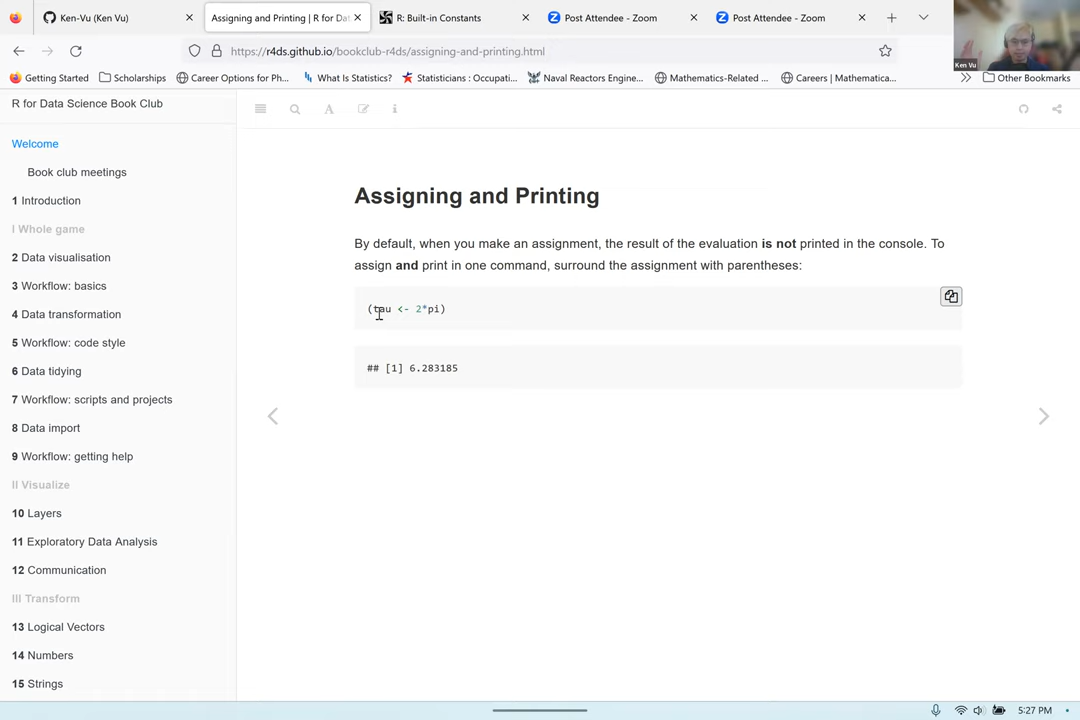 Ken-Vu (Ken Vu)
Assigning and Printing | R for Dat
R: Built-in Constants
Post Attendee - Zoom
Post Attendee - Zoom
https://r4ds.github.io/bookclub-r4ds/assigning-and-printing.html
Ken Vu
Getting Started
Scholarships
Career Options for Ph...
What Is Statistics?
Statisticians : Occupati...
Naval Reactors Engine...
Mathematics-Related ...
Careers | Mathematica...
Other Bookmarks
R for Data Science Book Club
Welcome
Book club meetings
1 Introduction
I Whole game
2 Data visualisation
3 Workflow: basics
4 Data transformation
5 Workflow: code style
6 Data tidying
7 Workflow: scripts and projects
8 Data import
9 Workflow: getting help
II Visualize
10 Layers
11 Exploratory Data Analysis
12 Communication
III Transform
13 Logical Vectors
14 Numbers
15 Strings
Assigning and Printing
By default, when you make an assignment, the result of the evaluation is not printed in the console. To
assign and print in one command, surround the assignment with parentheses:
(tau <- 2*pi)
## [1] 6.283185
5:27 PM